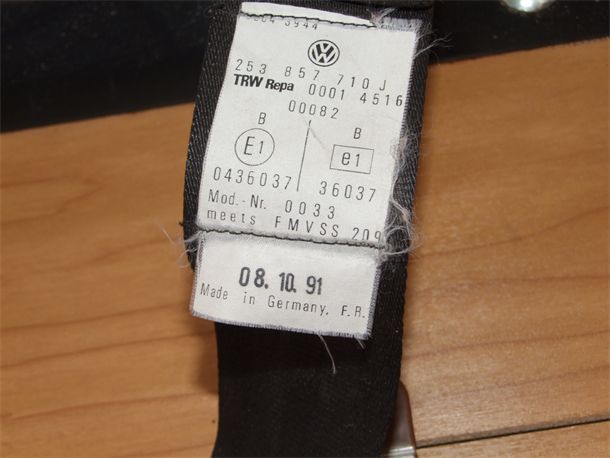 253 857 710 J
TRW Repa 0001 4516
00082
B B
E1 e1
0436037 36037
Mod.-Nr. 0033
meets FMVSS 209
08. 10. 91
Made in Germany, F.R.